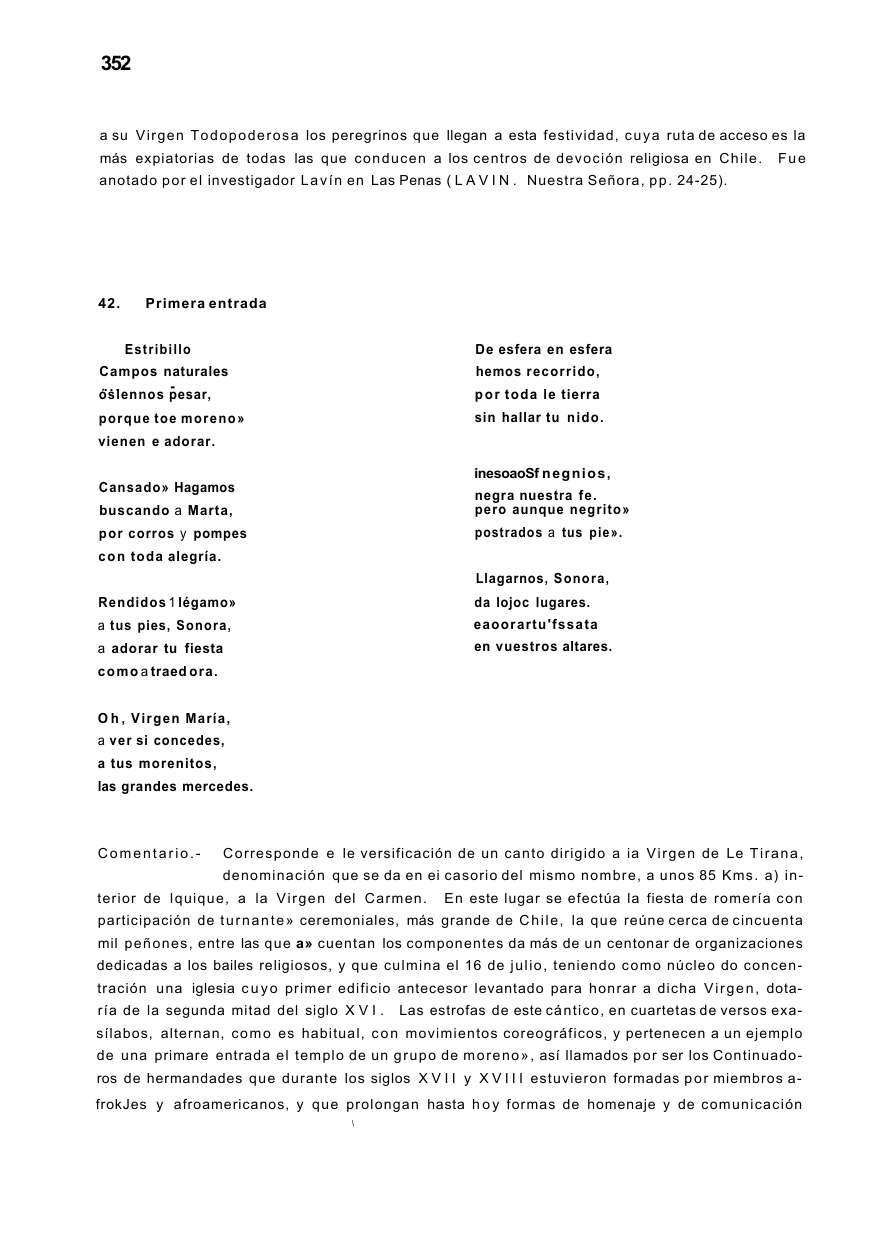 352
a su Virgen Todopoderosa los peregrinos que llegan a esta festividad, cuya ruta de acceso es la
más expiatorias de todas las que conducen a los centros de devoción religiosa en Chile. Fue
anotado por el investigador Lavín en Las Penas (LAVIN. Nuestra Señora, pp. 24-25).
42. Primera entrada
Estribillo
Campos naturales
pesar,
porque toe moreno»
vienen e adorar.
Cansado» Hagamos
buscando a Marta,
por corros y pompes
con toda alegría.
Rendidos 1 légamo»
a tus pies, Sonora,
a adorar tu fiesta
como a traed ora.
Oh, Virgen María,
a ver si concedes,
a tus morenitos,
las grandes mercedes.
De esfera en esfera
hemos recorrido,
por toda le tierra
sin hallar tu nido.
inesoaoSf negnios,
negra nuestra fe.
pero aunque negrito»
postrados a tus pie».
Llagarnos, Sonora,
da lojoc lugares.
eaoorartu'fssata
en vuestros altares.
Comentario.- Corresponde e le versificación de un canto dirigido a ia Virgen de Le Tirana,
denominación que se da en ei casorio del mismo nombre, a unos 85 Kms. a) in-
terior de Iquique, a la Virgen del Carmen. En este lugar se efectúa la fiesta de romería con
participación de turnante» ceremoniales, más grande de Chile, la que reúne cerca de cincuenta
mil peñones, entre las que a» cuentan los componentes da más de un centonar de organizaciones
dedicadas a los bailes religiosos, y que culmina el 16 de julio, teniendo como núcleo do concen-
tración una iglesia cuyo primer edificio antecesor levantado para honrar a dicha Virgen, data-
ría de la segunda mitad del siglo XVI. Las estrofas de este cántico, en cuartetas de versos exa-
sílabos, alternan, como es habitual, con movimientos coreográficos, y pertenecen a un ejemplo
de una primare entrada el templo de un grupo de moreno», así llamados por ser los Continuado-
ros de hermandades que durante los siglos XVII y XVIII estuvieron formadas por miembros a-
frokJes y afroamericanos, y que prolongan hasta hoy formas de homenaje y de comunicación
\